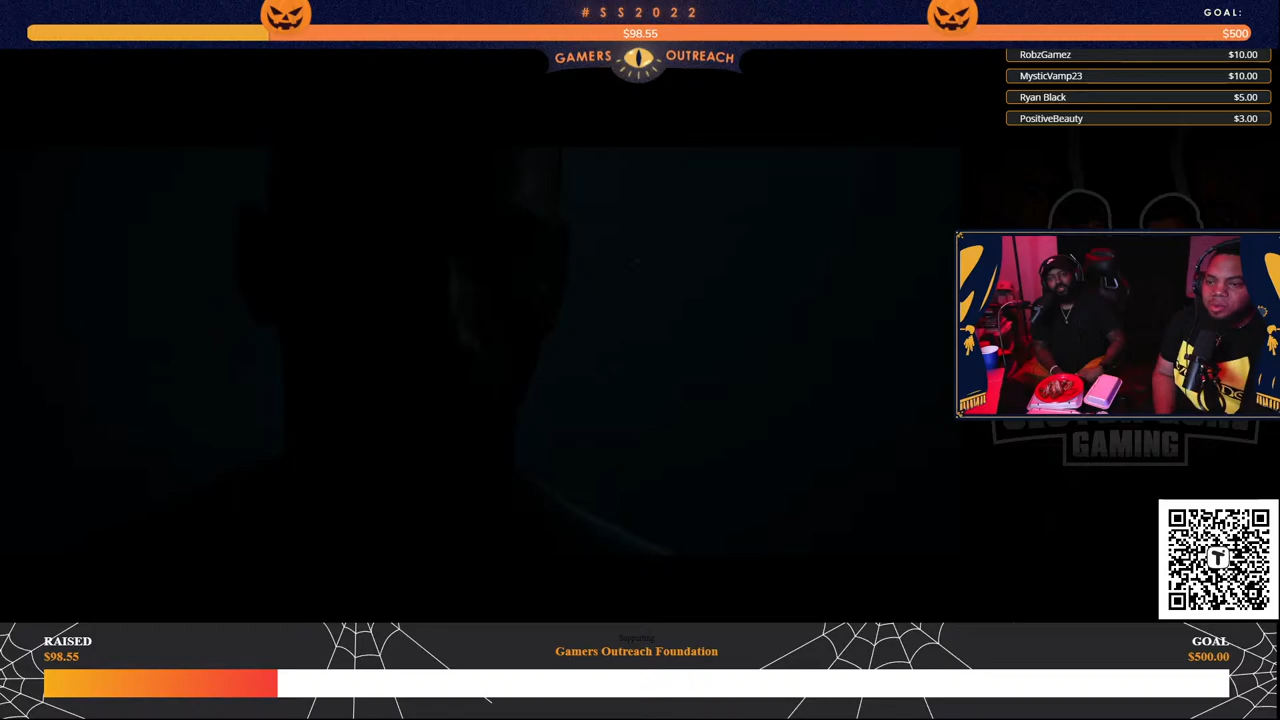 #SS2022
GOAL:
$98.55
$500
GAMERS OUTREACH
RobzGamez $10.00
MysticVamp23 $10.00
Ryan Black $5.00
PositiveBeauty $3.00
GAMING
RAISED
$98.55
Supporting
Gamers Outreach Foundation
GOAL
$500.00